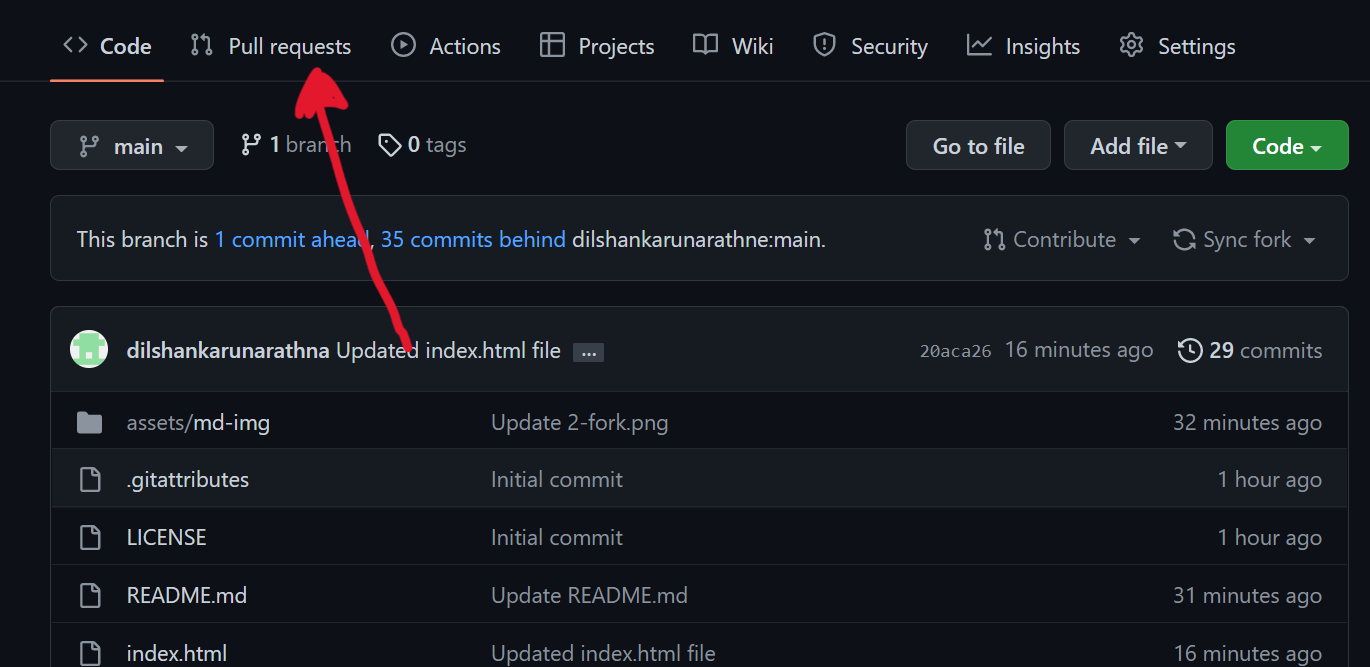 Code Pull requests Actions Projects Wiki Security Insights Settings
main 1 branch 0 tags Go to file Add file Code
This branch is 1 commit ahead, 35 commits behind dilshankarunarathne:main. Contribute Sync fork
dilshankarunarathna Updated index.html file ... 20aca26 16 minutes ago 29 commits
assets/md-img Update 2-fork.png 32 minutes ago
.gitattributes Initial commit 1 hour ago
LICENSE Initial commit 1 hour ago
README.md Update README.md 31 minutes ago
index.html Updated index.html file 16 minutes ago